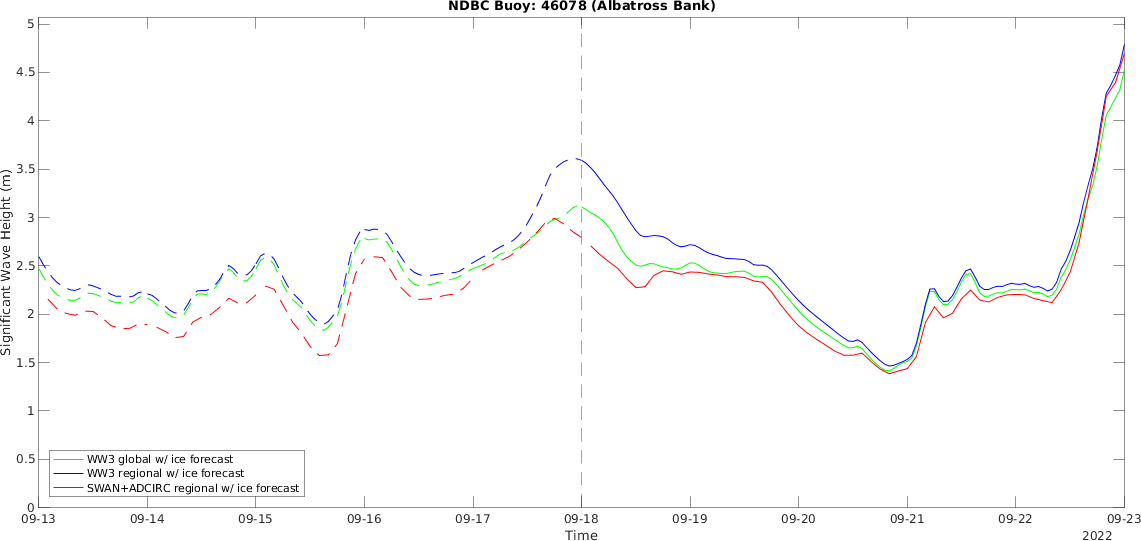 NDBC Buoy: 46078 (Albatross Bank)
5
4.5
4
3.5
3
2.5
2
1.5
1
0.5
0
Significant Wave Height (m)
WW3 global w/ ice forecast
WW3 regional w/ ice forecast
SWAN+ADCIRC regional w/ ice forecast
09-13 09-14 09-15 09-16 09-17 09-18 09-19 09-20 09-21 09-22 09-23
Time
2022